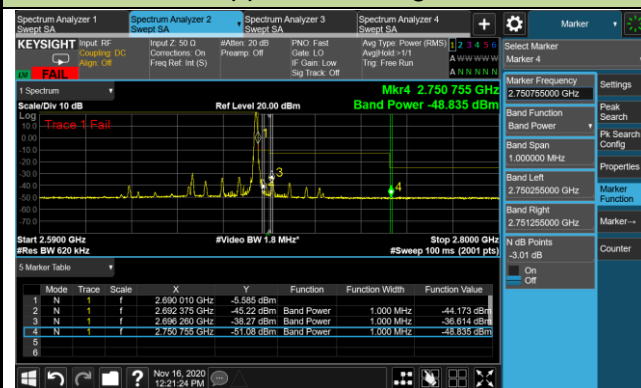 Spectrum Analyzer 1
Swept SA
Spectrum Analyzer 2
Swept SA
Spectrum Analyzer 3
Swept SA
Spectrum Analyzer 4
Swept SA
+
Marker
KEYSIGHT Input: RF
Coupling: DC
Align: Off
FAIL
Input Z: 50 Ω
Corrections: On
Freq Ref: Int (S)
#Atten: 20 dB
Preamp: Off
PNO: Fast
Gate: LO
IF Gain: Low
Sig Track: Off
Avg Type: Power (RMS)
Avg|Hold:>1/1
Trig: Free Run
1 2 3 4 5 6
A W W W W W
A N N N N N
Select Marker
Marker 4
1 Spectrum
Scale/Div 10 dB
Ref Level 20.00 dBm
Mkr4 2.750 755 GHz
Band Power -48.835 dBm
Log
Trace 1 Fail
10.0
0.00
-10.0
-20.0
-30.0
-40.0
-50.0
-60.0
-70.0
1
3
4
Start 2.5900 GHz
#Res BW 620 kHz
#Video BW 1.8 MHz*
Stop 2.8000 GHz
#Sweep 100 ms (2001 pts)
Marker Frequency
2.750755000 GHz
Band Function
Band Power
Band Span
1.000000 MHz
Band Left
2.750255000 GHz
Band Right
2.751255000 GHz
N dB Points
-3.01 dB
On
Off
Settings
Peak
Search
Pk Search
Config
Properties
Marker
Function
Marker→
Counter
5 Marker Table
Mode Trace Scale X Y Function Function Width Function Value
1 N 1 f 2.690 010 GHz -5.585 dBm
2 N 1 f 2.692 375 GHz -45.22 dBm Band Power 1.000 MHz -44.173 dBm
3 N 1 f 2.696 260 GHz -38.27 dBm Band Power 1.000 MHz -36.614 dBm
4 N 1 f 2.750 755 GHz -51.08 dBm Band Power 1.000 MHz -48.835 dBm
5
6
? Nov 16, 2020
12:21:24 PM